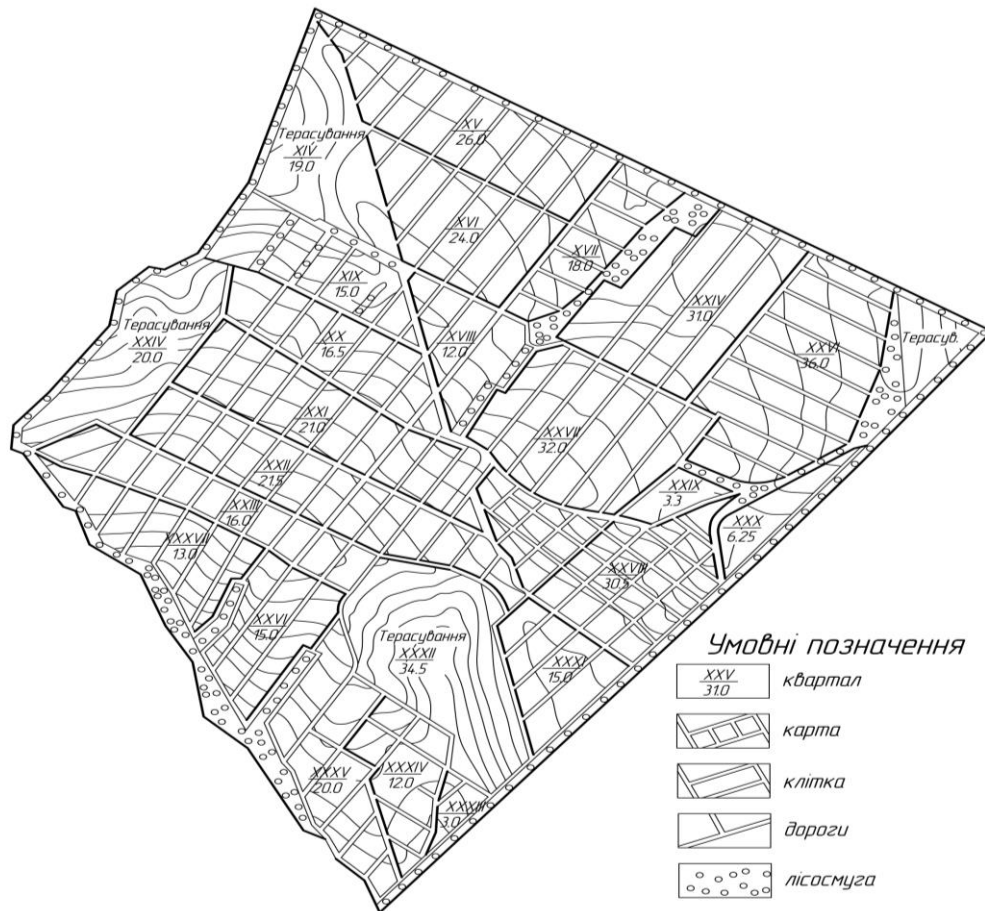 XV
26.0
Терасування
XIV
19.0
XVI
24.0
XVII
18.0
XIX
15.0
XXIV
31.0
Терасування
XXIV
20.0
XX
16.5
XVIII
12.0
Терасув.
XXVI
36.0
XXI
21.0
XXVII
32.0
XXII
21.5
XXIX
3.3
XXIII
16.0
XXX
6.25
XXXVII
13.0
XXVIII
30.5
XXVI
15.0
Терасування
XXXII
34.5
XXXI
15.0
XXXV
20.0
XXXIV
12.0
XXXIII
3.0
Умовні позначення
XXV
31.0
квартал
карта
клітка
дороги
лісосмуга